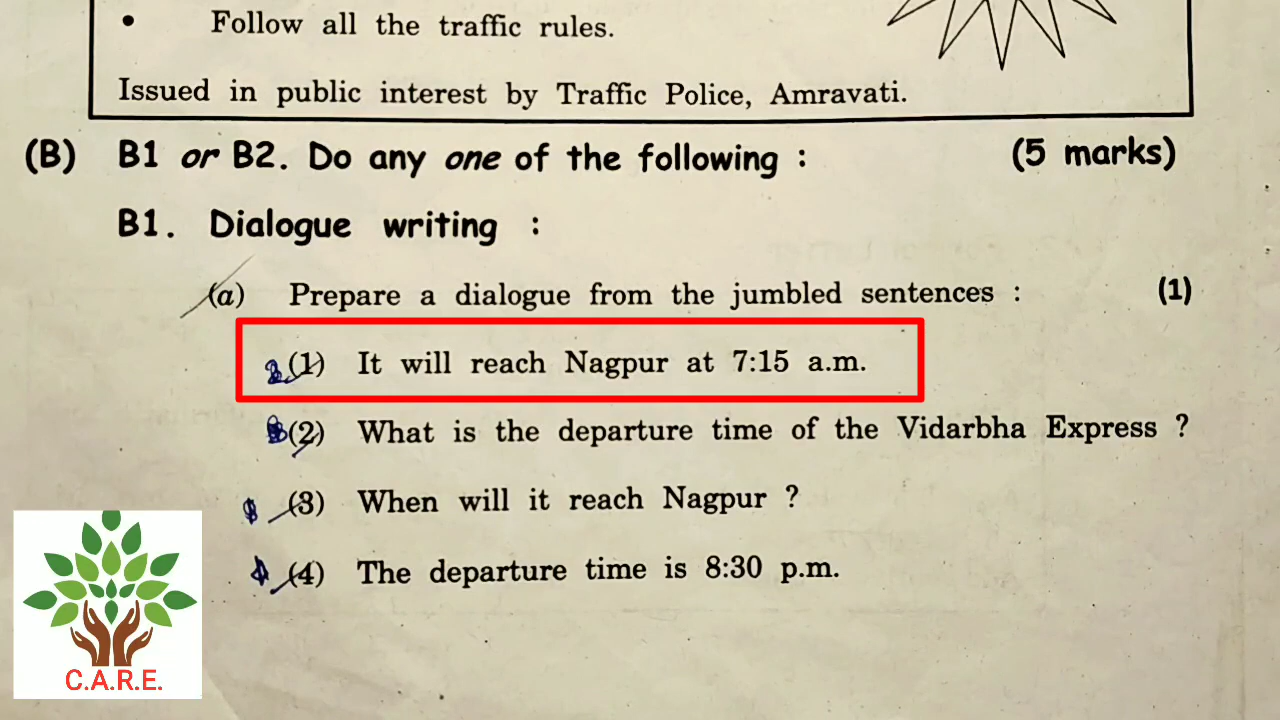 • Follow all the traffic rules.
Issued in public interest by Traffic Police, Amravati.
(B) B1 or B2. Do any one of the following : (5 marks)
B1. Dialogue writing :
(a) Prepare a dialogue from the jumbled sentences : (1)
(1) It will reach Nagpur at 7:15 a.m.
(2) What is the departure time of the Vidarbha Express ?
(3) When will it reach Nagpur ?
(4) The departure time is 8:30 p.m.
C.A.R.E.